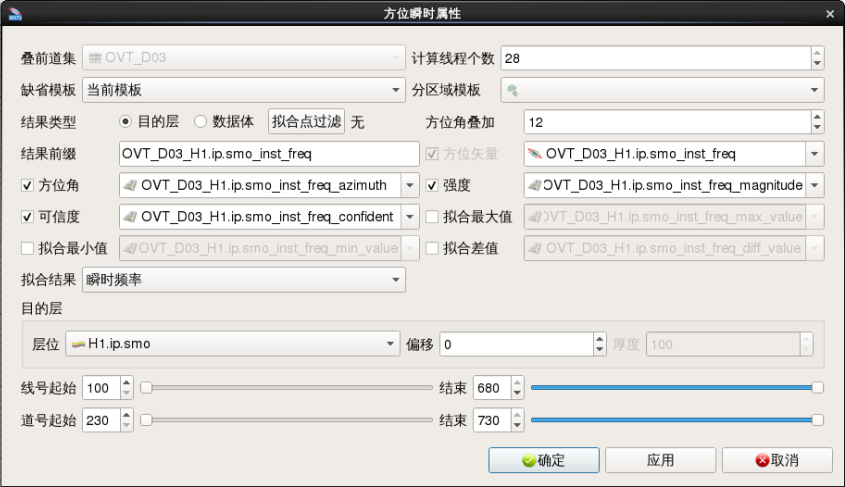 方位瞬时属性
叠前道集 OVT_D03 计算线程个数 28
缺省模板 当前模板 分区域模板
结果类型 目的层 数据体 拟合点过滤 无 方位角叠加 12
结果前缀 OVT_D03_H1.ip.smo_inst_freq 方位矢量 OVT_D03_H1.ip.smo_inst_freq
方位角 OVT_D03_H1.ip.smo_inst_freq_azimuth 强度 OVT_D03_H1.ip.smo_inst_freq_magnitude
可信度 OVT_D03_H1.ip.smo_inst_freq_confident 拟合最大值 OVT_D03_H1.ip.smo_inst_freq_max_value
拟合最小值 OVT_D03_H1.ip.smo_inst_freq_min_value 拟合差值 OVT_D03_H1.ip.smo_inst_freq_diff_value
拟合结果 瞬时频率
目的层
层位 H1.ip.smo 偏移 0 厚度 100
线号起始 100 结束 680
道号起始 230 结束 730
确定 应用 取消